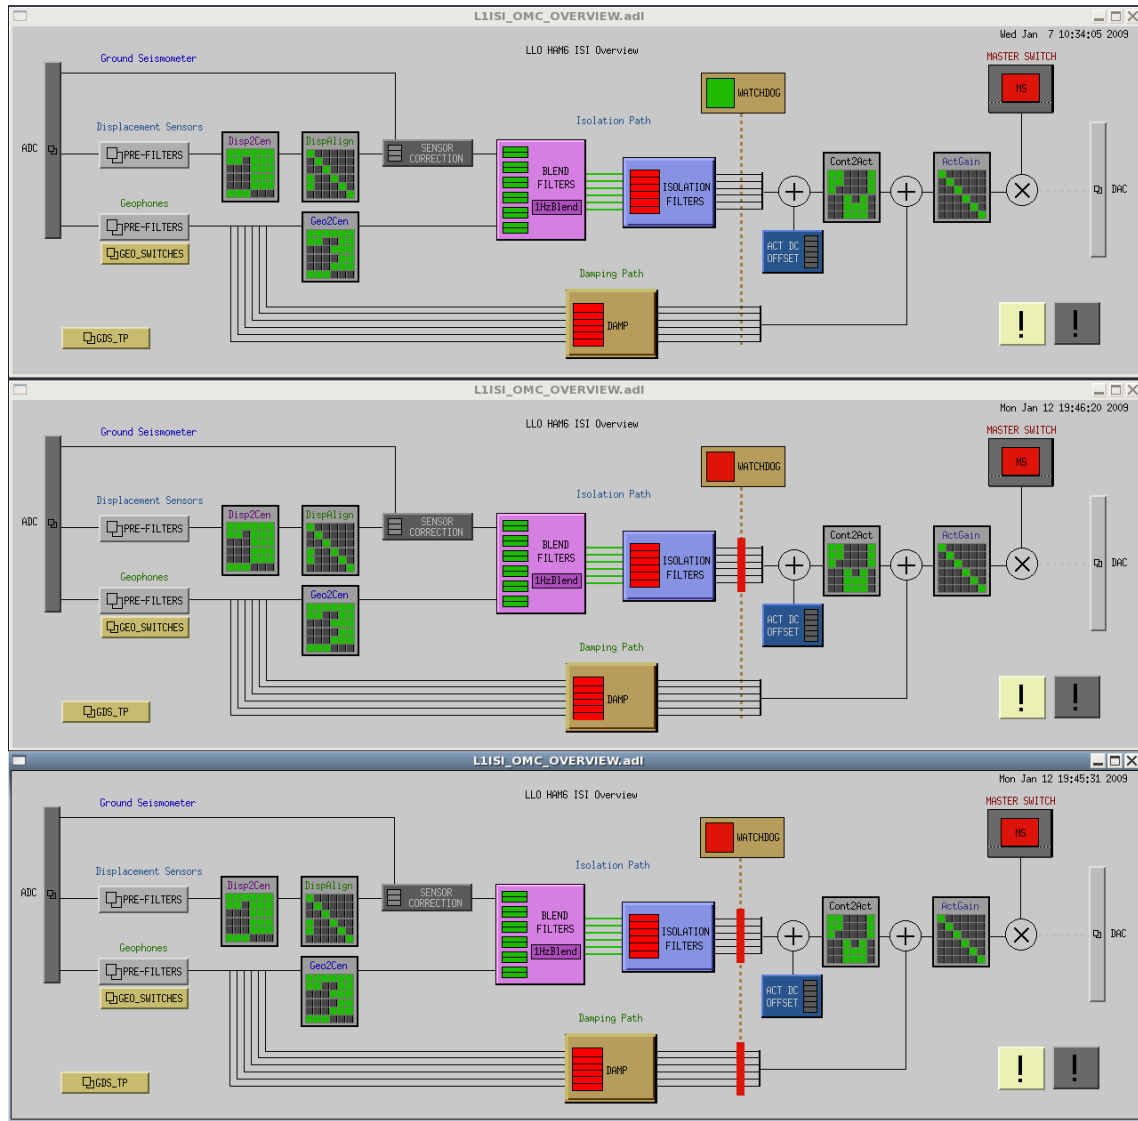 L1ISI_OMC_OVERVIEW.adl
Wed Jan 7 10:34:05 2009
LLO HAM6 ISI Overview
MASTER SWITCH
Ground Seismometer
MS
WATCHDOG
Isolation Path
Displacement Sensors
ADC
PRE-FILTERS
Disp2Cen
DispAlign
SENSOR
CORRECTION
BLEND
FILTERS
1HzBlend
ISOLATION
FILTERS
Cont2Act
ActGain
DAC
Geophones
PRE-FILTERS
GEO_SWITCHES
Geo2Cen
ACT DC
OFFSET
Damping Path
DAMP
GDS_TP
!
!
L1ISI_OMC_OVERVIEW.adl
Mon Jan 12 19:46:20 2009
LLO HAM6 ISI Overview
MASTER SWITCH
Ground Seismometer
MS
WATCHDOG
Isolation Path
Displacement Sensors
ADC
PRE-FILTERS
Disp2Cen
DispAlign
SENSOR
CORRECTION
BLEND
FILTERS
1HzBlend
ISOLATION
FILTERS
Cont2Act
ActGain
DAC
Geophones
PRE-FILTERS
GEO_SWITCHES
Geo2Cen
ACT DC
OFFSET
Damping Path
DAMP
GDS_TP
!
!
L1ISI_OMC_OVERVIEW.adl
Mon Jan 12 19:45:31 2009
LLO HAM6 ISI Overview
MASTER SWITCH
Ground Seismometer
MS
WATCHDOG
Isolation Path
Displacement Sensors
ADC
PRE-FILTERS
Disp2Cen
DispAlign
SENSOR
CORRECTION
BLEND
FILTERS
1HzBlend
ISOLATION
FILTERS
Cont2Act
ActGain
DAC
Geophones
PRE-FILTERS
GEO_SWITCHES
Geo2Cen
ACT DC
OFFSET
Damping Path
DAMP
GDS_TP
!
!